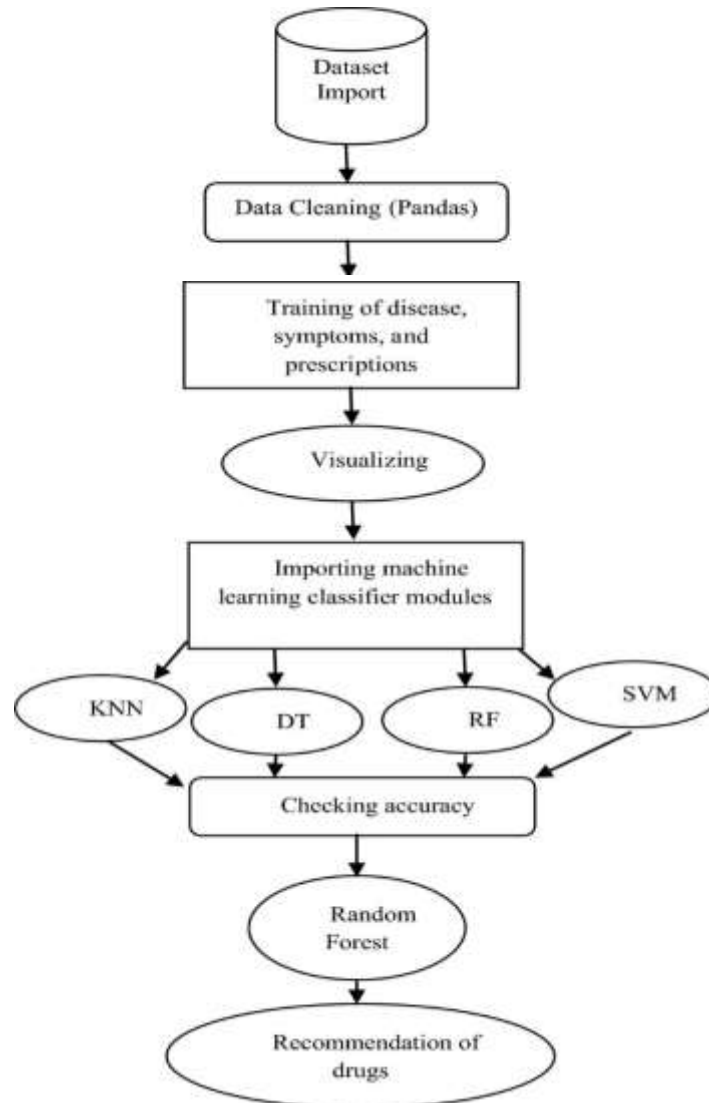 Dataset
Import
Data Cleaning (Pandas)
Training of disease,
symptoms, and
prescriptions
Visualizing
Importing machine
learning classifier modules
KNN
DT
RF
SVM
Checking accuracy
Random
Forest
Recommendation of
drugs